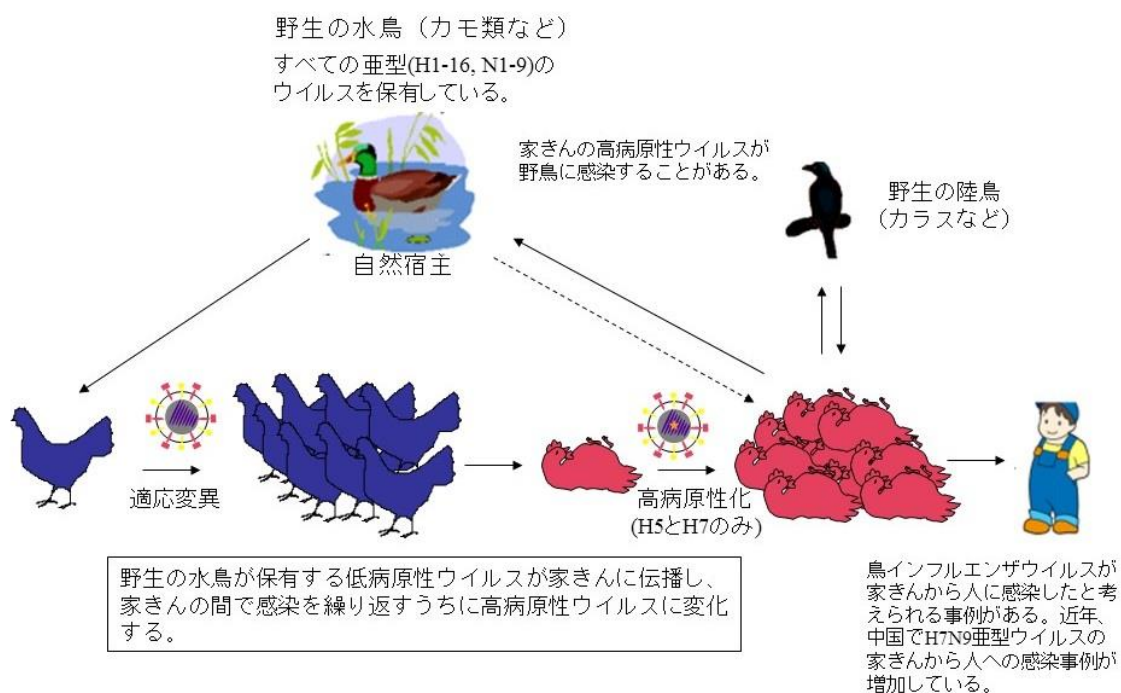 野生の水鳥（カモ類など）
すべての亜型(H1-16, N1-9)の
ウイルスを保有している。
家きんの高病原性ウイルスが
野鳥に感染することがある。
野生の陸鳥
（カラスなど）
自然宿主
適応変異
高病原性化
(H5とH7のみ)
野生の水鳥が保有する低病原性ウイルスが家きんに伝播し、
家きんの間で感染を繰り返すうちに高病原性ウイルスに変化
する。
鳥インフルエンザウイルスが
家きんから人に感染したと考
えられる事例がある。近年、
中国でH7N9亜型ウイルスの
家きんから人への感染事例が
増加している。